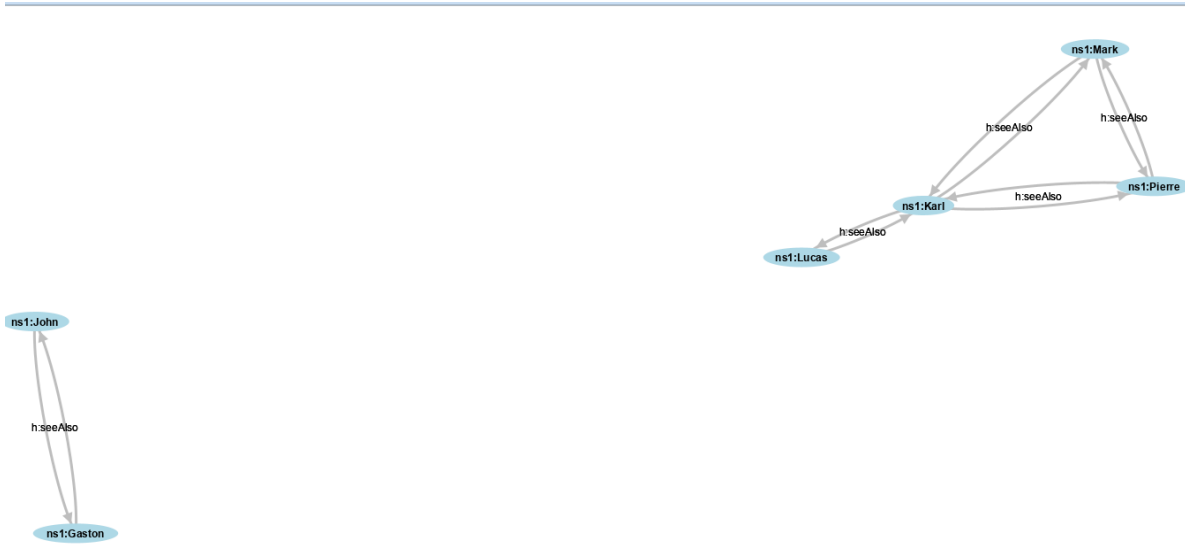 ns1:Mark
h:seeAlso
h:seeAlso
ns1:Pierre
h:seeAlso
ns1:Karl
h:seeAlso
ns1:Lucas
ns1:John
h:seeAlso
ns1:Gaston